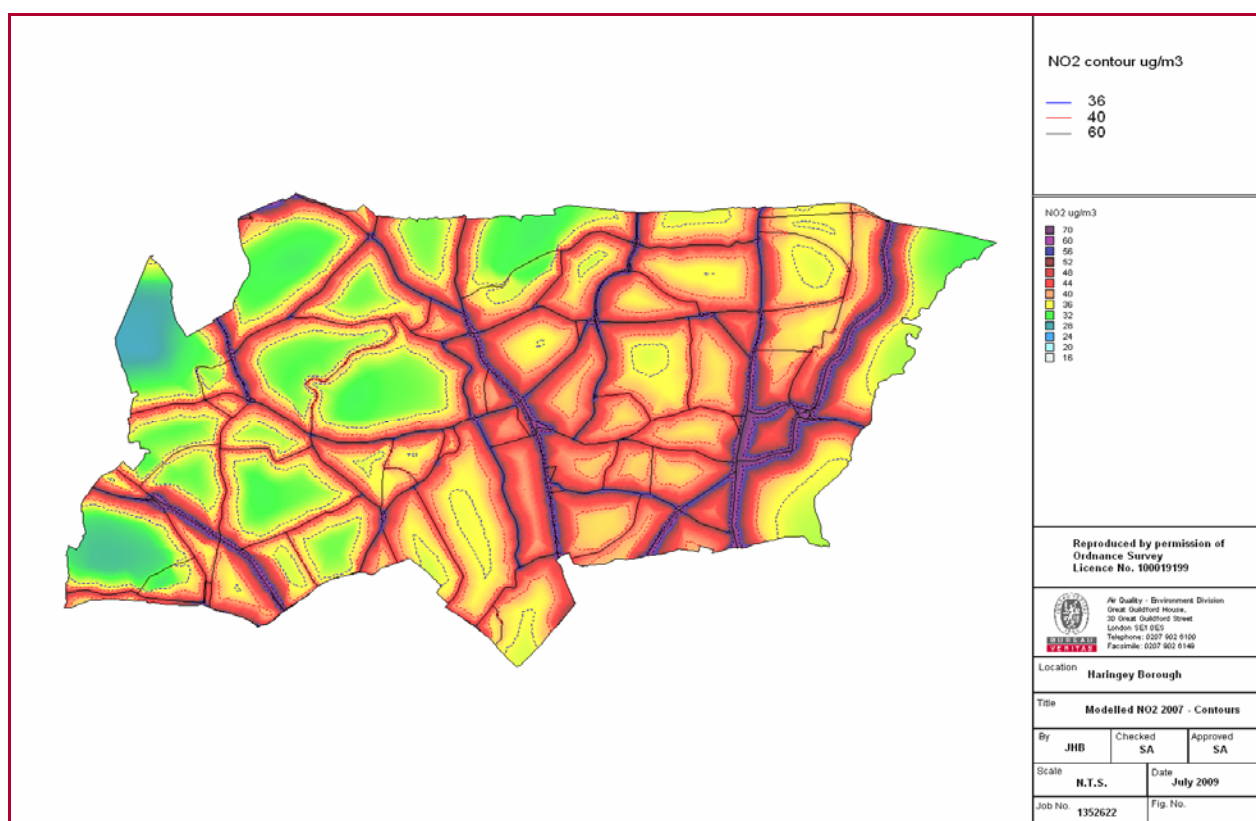 NO2 contour ug/m3
36
40
60
NO2 ug/m3
70
60
56
52
48
44
40
36
32
28
24
20
16
Reproduced by permission of
Ordnance Survey
Licence No. 100019199
Air Quality - Environment Division
Great Guildford House,
30 Great Guildford Street
London SE1 0ES
Telephone: 0207 902 6100
Facsimile: 0207 902 6149
BUREAU
VERITAS
Location
Haringey Borough
Title
Modelled NO2 2007 - Contours
By
JHB
Checked
SA
Approved
SA
Scale
N.T.S.
Date
July 2009
Job No. 1352622
Fig. No.